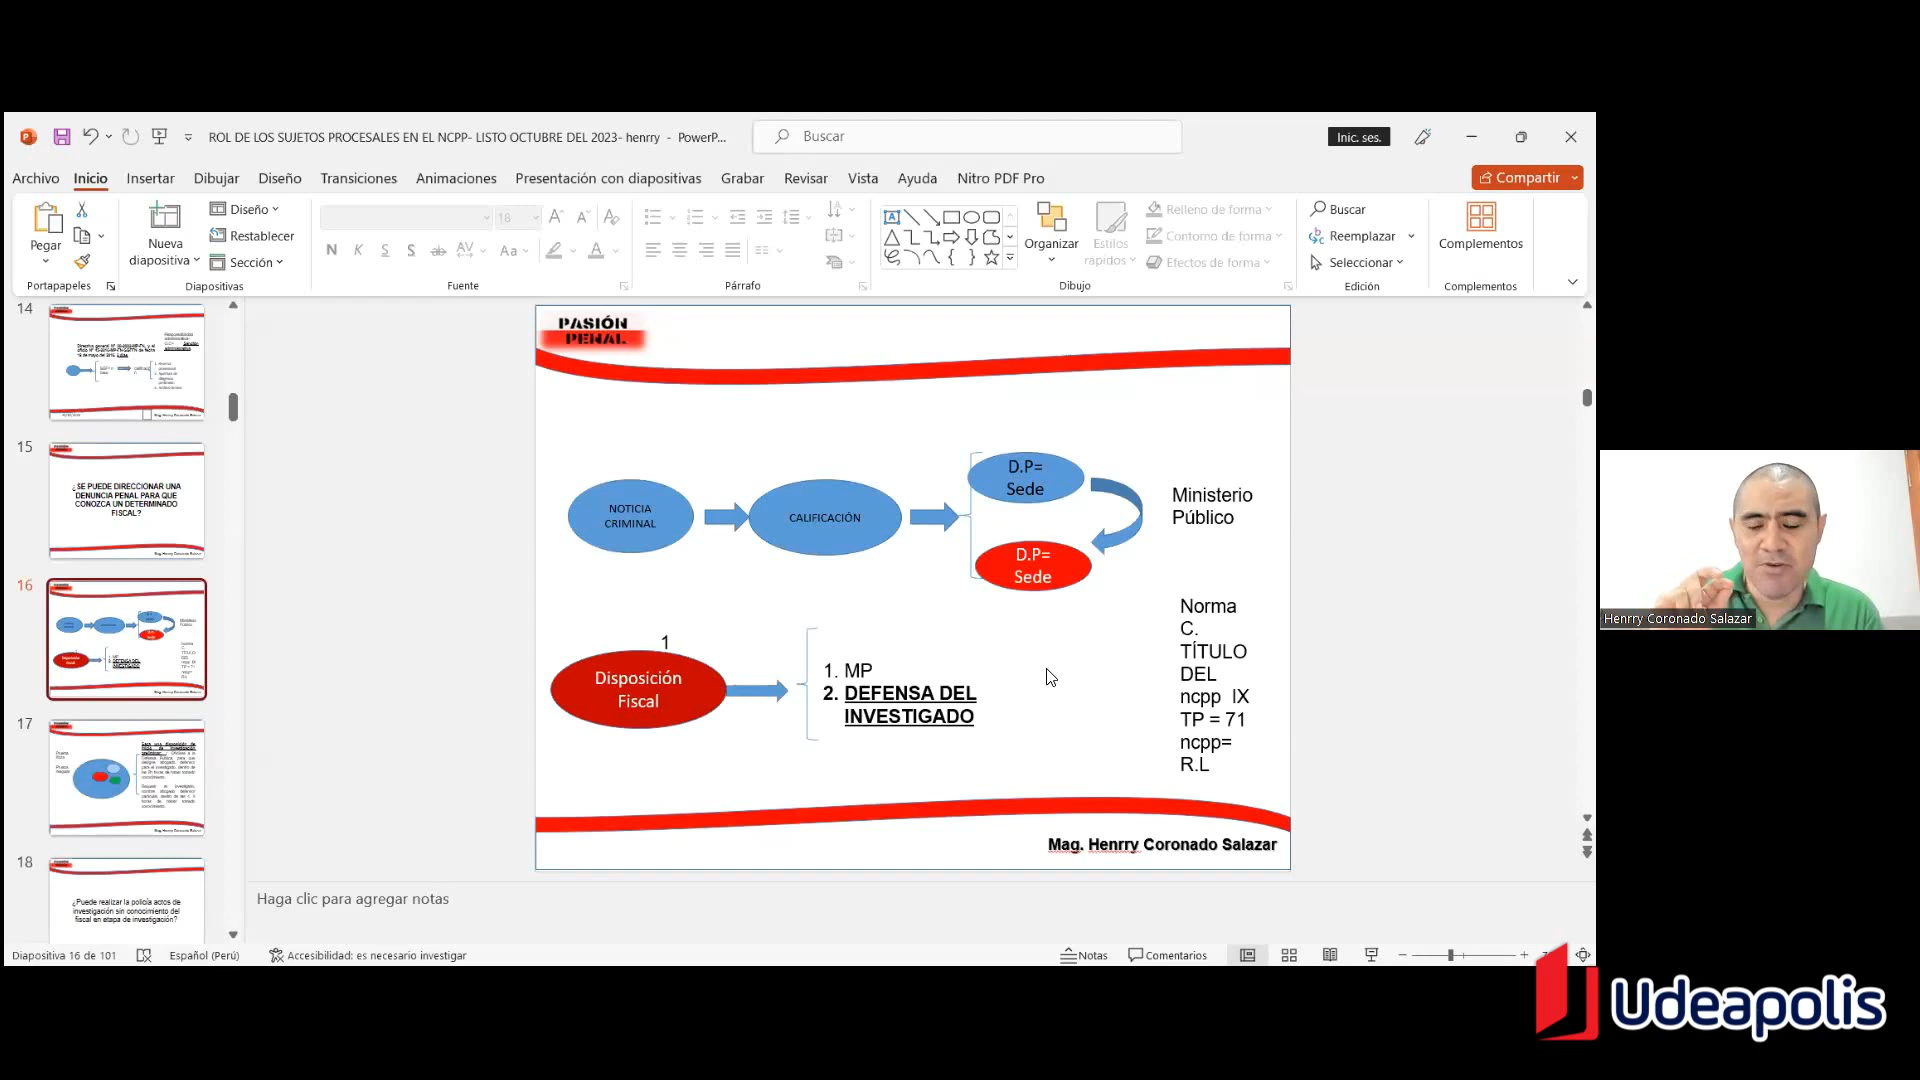 ROL DE LOS SUJETOS PROCESALES EN EL NCPP- LISTO OCTUBRE DEL 2023- henrry - PowerP...
Buscar
Inic. ses.
Archivo Inicio Insertar Dibujar Diseño Transiciones Animaciones Presentación con diapositivas Grabar Revisar Vista Ayuda Nitro PDF Pro
Compartir
Pegar
Portapapeles
Nueva
diapositiva
Diseño
Restablecer
Sección
Diapositivas
18
N K S S ab AV Aa A
Fuente
Párrafo
Organizar
Estilos
rápidos
Relleno de forma
Contorno de forma
Efectos de forma
Dibujo
Buscar
Reemplazar
Seleccionar
Edición
Complementos
Complementos
14
15
¿SE PUEDE DIRECCIONAR UNA
DENUNCIA PENAL PARA QUE
CONOZCA UN DETERMINADO
FISCAL?
16
17
18
¿Puede realizar la policía actos de
investigación sin conocimiento del
fiscal en etapa de investigación?
PASIÓN
PENAL
NOTICIA
CRIMINAL
CALIFICACIÓN
D.P=
Sede
D.P=
Sede
Ministerio
Público
1
Disposición
Fiscal
1. MP
2. DEFENSA DEL
INVESTIGADO
Norma
C.
TÍTULO
DEL
ncpp IX
TP = 71
ncpp=
R.L
Mag. Henrry Coronado Salazar
Haga clic para agregar notas
Diapositiva 16 de 101
Español (Perú)
Accesibilidad: es necesario investigar
Notas
Comentarios
Henrry Coronado Salazar
Udeapolis